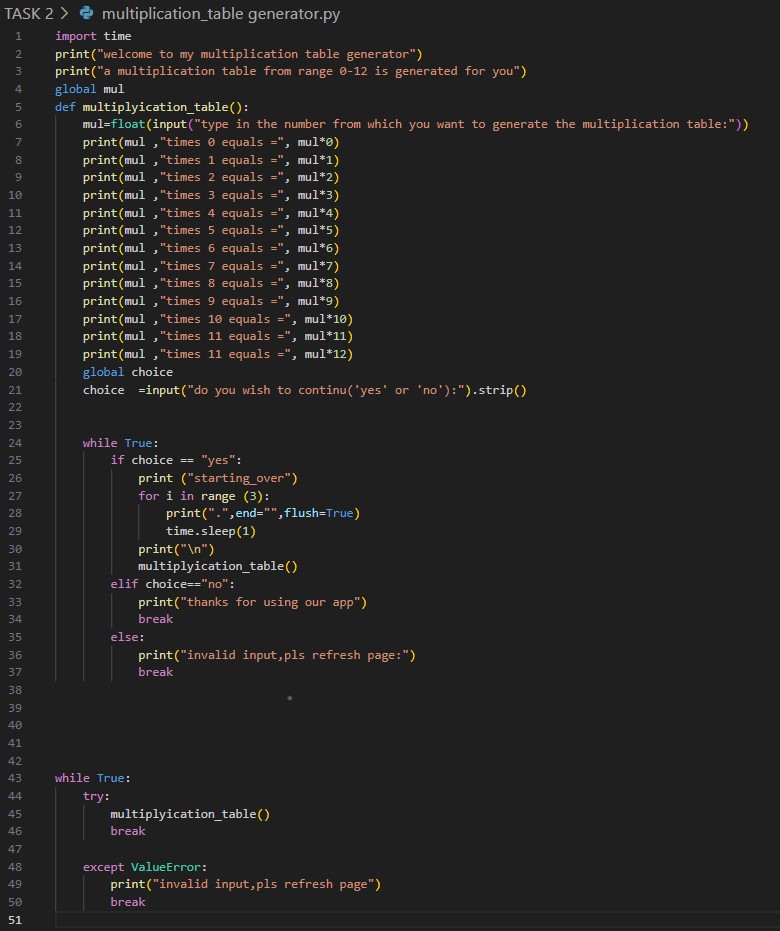 TASK 2 > multiplication_table generator.py
1 import time
2 print("welcome to my multiplication table generator")
3 print("a multiplication table from range 0-12 is generated for you")
4 global mul
5 def multiplyication_table():
6     mul=float(input("type in the number from which you want to generate the multiplication table:"))
7     print(mul ,"times 0 equals =", mul*0)
8     print(mul ,"times 1 equals =", mul*1)
9     print(mul ,"times 2 equals =", mul*2)
10     print(mul ,"times 3 equals =", mul*3)
11     print(mul ,"times 4 equals =", mul*4)
12     print(mul ,"times 5 equals =", mul*5)
13     print(mul ,"times 6 equals =", mul*6)
14     print(mul ,"times 7 equals =", mul*7)
15     print(mul ,"times 8 equals =", mul*8)
16     print(mul ,"times 9 equals =", mul*9)
17     print(mul ,"times 10 equals =", mul*10)
18     print(mul ,"times 11 equals =", mul*11)
19     print(mul ,"times 11 equals =", mul*12)
20     global choice
21     choice  =input("do you wish to continu('yes' or 'no'):").strip()
22
23
24     while True:
25         if choice == "yes":
26             print ("starting_over")
27             for i in range (3):
28                 print(".",end="",flush=True)
29                 time.sleep(1)
30             print("\n")
31             multiplyication_table()
32         elif choice=="no":
33             print("thanks for using our app")
34             break
35         else:
36             print("invalid input,pls refresh page:")
37             break
38
39
40
41
42
43 while True:
44     try:
45         multiplyication_table()
46         break
47
48     except ValueError:
49         print("invalid input,pls refresh page")
50         break
51